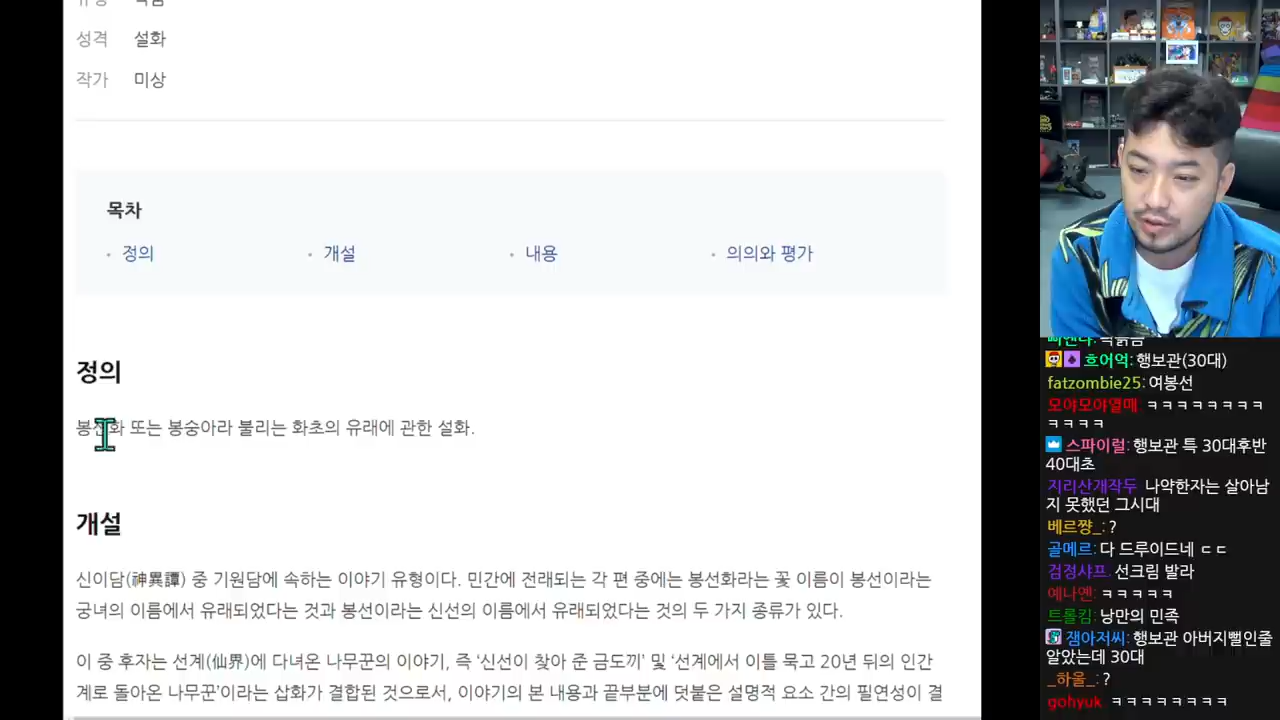 성격 설화
작가 미상
목차
· 정의 · 개설 · 내용 · 의의와 평가
정의
봉선화 또는 봉숭아라 불리는 화초의 유래에 관한 설화.
개설
신이담(神異譚) 중 기원담에 속하는 이야기 유형이다. 민간에 전래되는 각 편 중에는 봉선화라는 꽃 이름이 봉선이라는
궁녀의 이름에서 유래되었다는 것과 봉선이라는 신선의 이름에서 유래되었다는 것의 두 가지 종류가 있다.
이 중 후자는 선계(仙界)에 다녀온 나무꾼의 이야기, 즉 ‘신선이 찾아 준 금도끼’ 및 ‘선계에서 이틀 묵고 20년 뒤의 인간
계로 돌아온 나무꾼’이라는 삽화가 결합된 것으로서, 이야기의 본 내용과 끝부분에 덧붙은 설명적 요소 간의 필연성이 결
흐어억: 행보관(30대)
fatzombie25: 여봉선
모야모야열매 ㅋㅋㅋㅋㅋㅋㅋㅋ
ㅋㅋㅋㅋ
스파이럴: 행보관 특 30대후반
40대초
지리산개작두 나약한자는 살아남
지 못했던 그시대
베르쨩_: ?
골메르: 다 드루이드네 ㄷㄷ
검정샤프: 선크림 발라
예나엔: ㅋㅋㅋㅋㅋ
트롤킴: 낭만의 민족
잼아저씨: 행보관 아버지뻘인줄
알았는데 30대
_하울_: ?
gohyuk ㅋㅋㅋㅋㅋㅋㅋㅋ